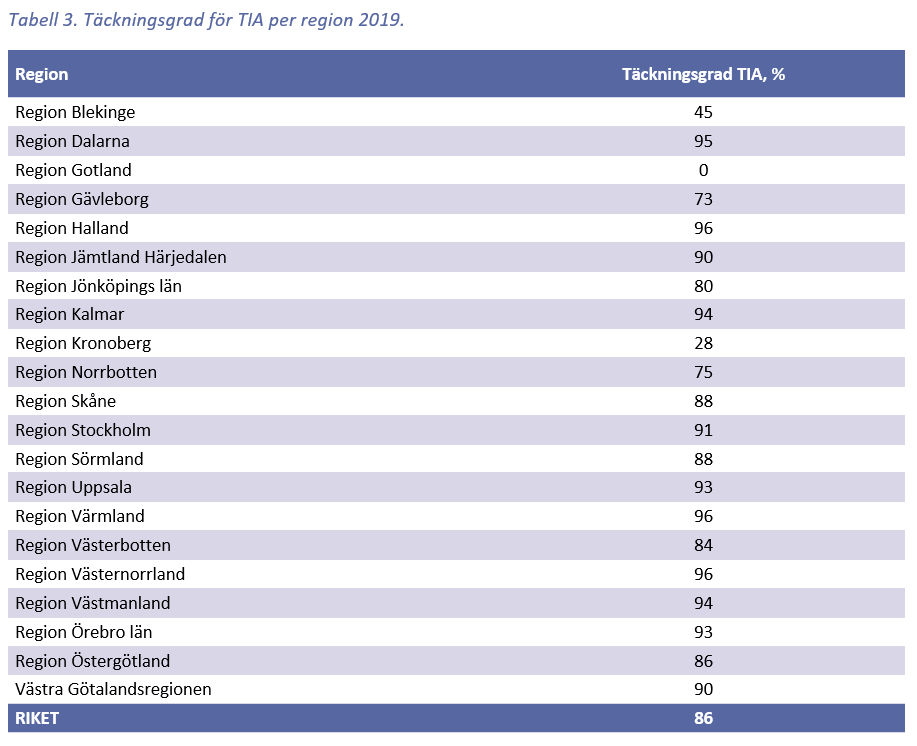 Tabell 3. Täckningsgrad för TIA per region 2019.
Region Täckningsgrad TIA, %
Region Blekinge 45
Region Dalarna 95
Region Gotland 0
Region Gävleborg 73
Region Halland 96
Region Jämtland Härjedalen 90
Region Jönköpings län 80
Region Kalmar 94
Region Kronoberg 28
Region Norrbotten 75
Region Skåne 88
Region Stockholm 91
Region Sörmland 88
Region Uppsala 93
Region Värmland 96
Region Västerbotten 84
Region Västernorrland 96
Region Västmanland 94
Region Örebro län 93
Region Östergötland 86
Västra Götalandsregionen 90
RIKET 86